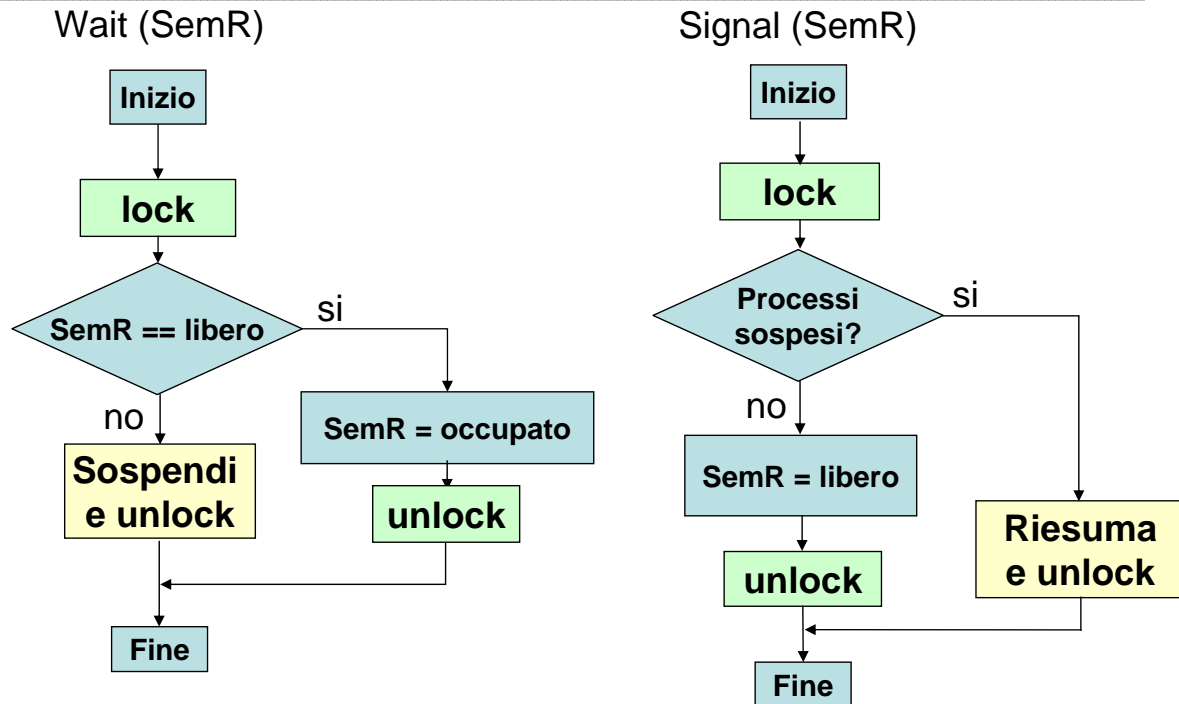 Wait (SemR)
Inizio
lock
SemR == libero
si
no
SemR = occupato
Sospendi
e unlock
unlock
Fine
Signal (SemR)
Inizio
lock
Processi
sospesi?
si
no
SemR = libero
Riesuma
e unlock
unlock
Fine